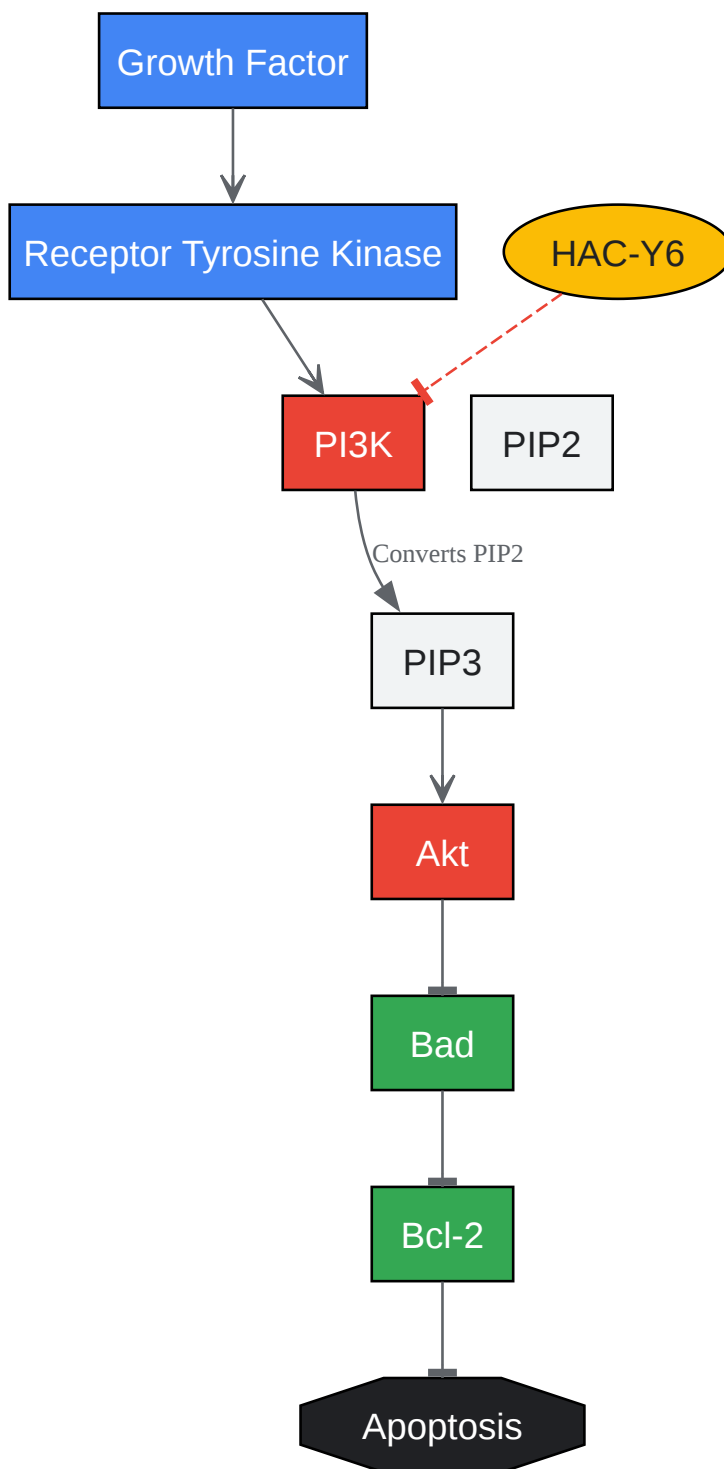 Growth Factor
Receptor Tyrosine Kinase
HAC-Y6
PI3K
PIP2
Converts PIP2
PIP3
Akt
Bad
Bcl-2
Apoptosis